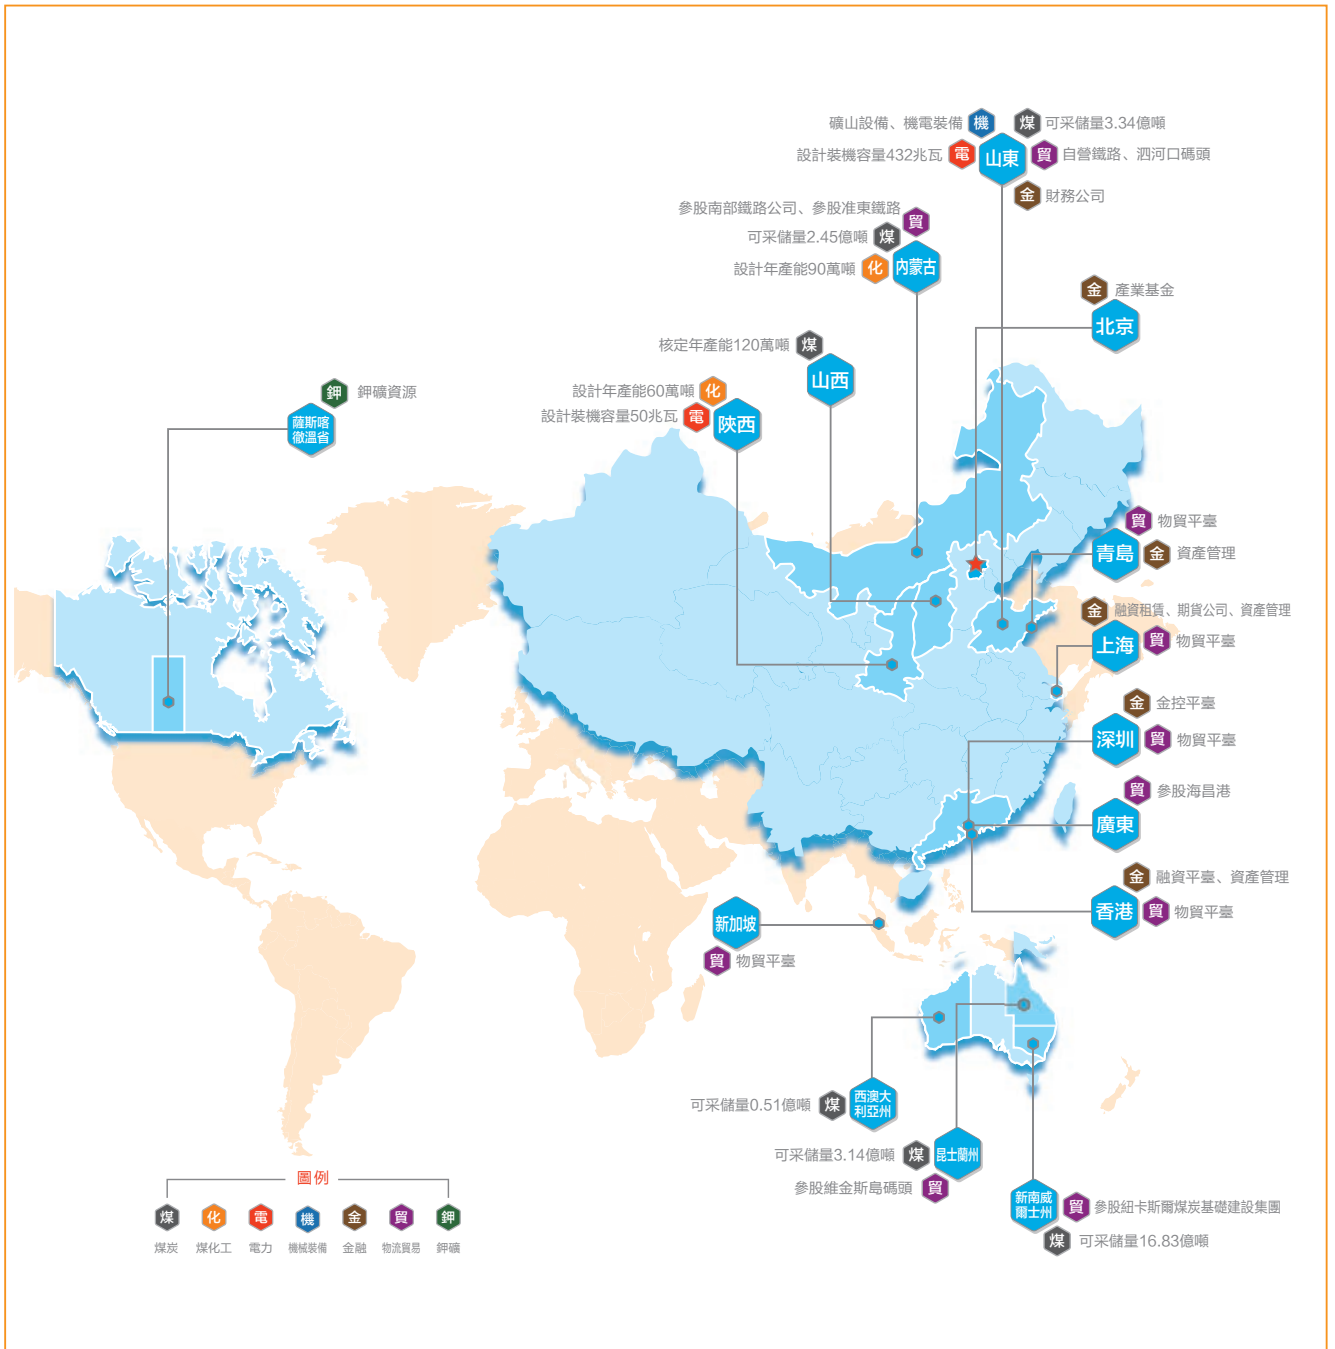 礦山設備、機電裝備
機
煤
可采儲量3.34億噸
設計裝機容量432兆瓦
電
山東
貿
自營鐵路、泗河口碼頭
金
財務公司
參股南部鐵路公司、參股准東鐵路
貿
可采儲量2.45億噸
煤
設計年產能90萬噸
化
內蒙古
金
產業基金
北京
核定年產能120萬噸
煤
山西
設計年產能60萬噸
化
設計裝機容量50兆瓦
電
陝西
鉀
鉀礦資源
薩斯喀
徹溫省
貿
物貿平臺
青島
金
資產管理
金
融資租賃、期貨公司、資產管理
上海
貿
物貿平臺
金
金控平臺
深圳
貿
物貿平臺
貿
參股海昌港
廣東
金
融資平臺、資產管理
香港
貿
物貿平臺
新加坡
貿
物貿平臺
可采儲量0.51億噸
煤
西澳大
利亞州
可采儲量3.14億噸
煤
昆士蘭州
參股維金斯島碼頭
貿
新南威
爾士州
貿
參股紐卡斯爾煤炭基礎建設集團
煤
可采儲量16.83億噸
圖例
煤
化
電
機
金
貿
鉀
煤炭
煤化工
電力
機械裝備
金融
物流貿易
鉀礦